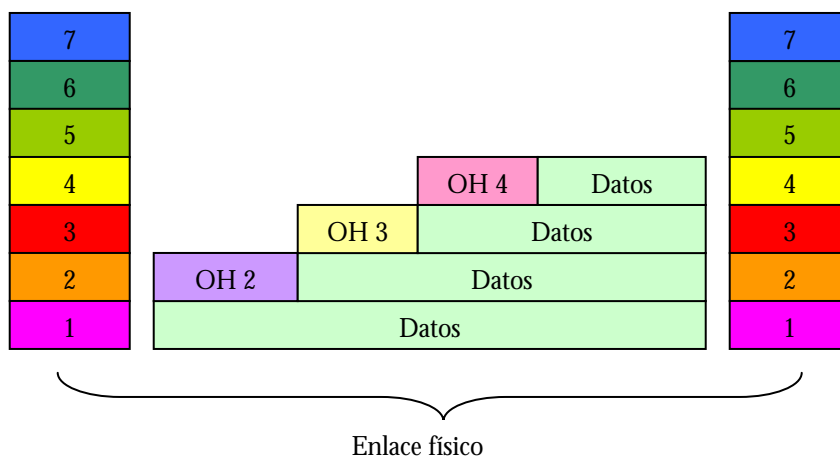 7 7
6 6
5 5
4 OH 4 Datos 4
3 OH 3 Datos 3
2 OH 2 Datos 2
1 Datos 1
Enlace físico